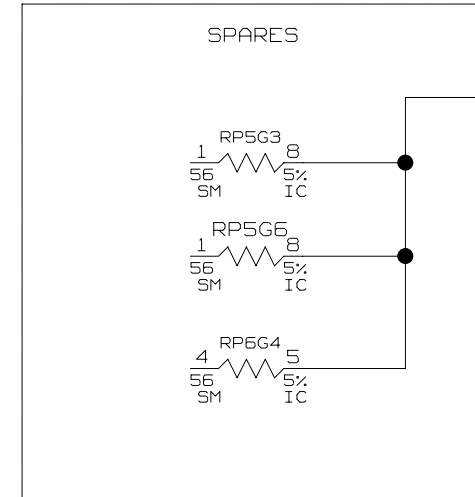 SPARES
RP5G3
1 8
56 5%
SM IC
RP5G6
1 8
56 5%
SM IC
RP6G4
4 5
56 5%
SM IC